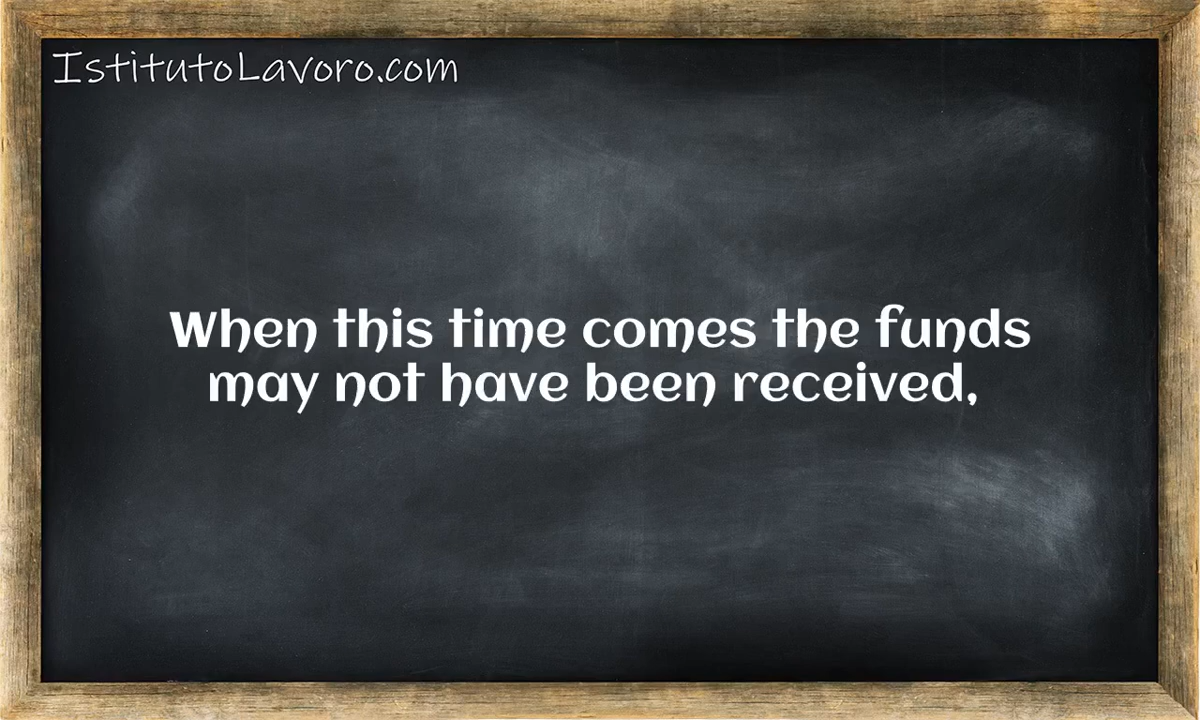 IstitutoLavoro.com
When this time comes the funds
may not have been received,